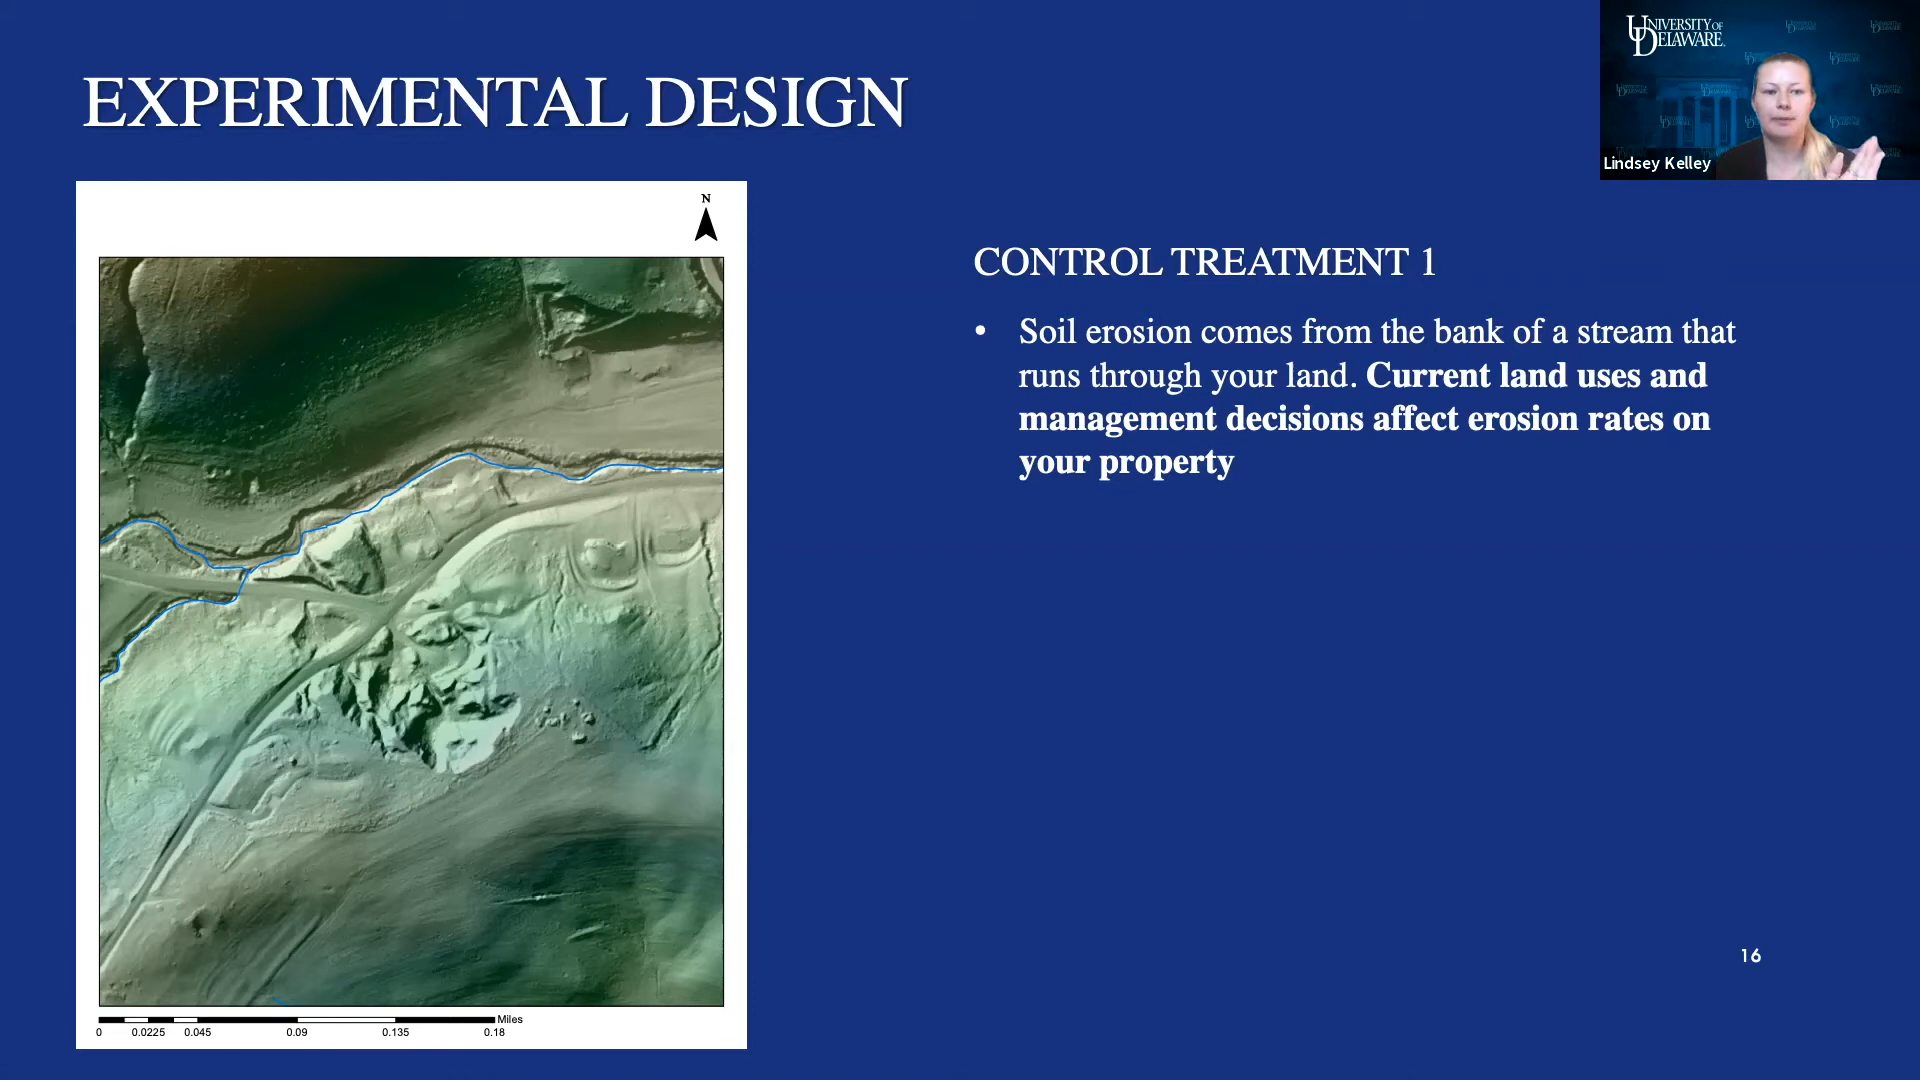 EXPERIMENTAL DESIGN
UNIVERSITY OF
DELAWARE
Lindsey Kelley
N
CONTROL TREATMENT 1
• Soil erosion comes from the bank of a stream that
runs through your land. Current land uses and
management decisions affect erosion rates on
your property
Miles
0 0.0225 0.045 0.09 0.135 0.18
16